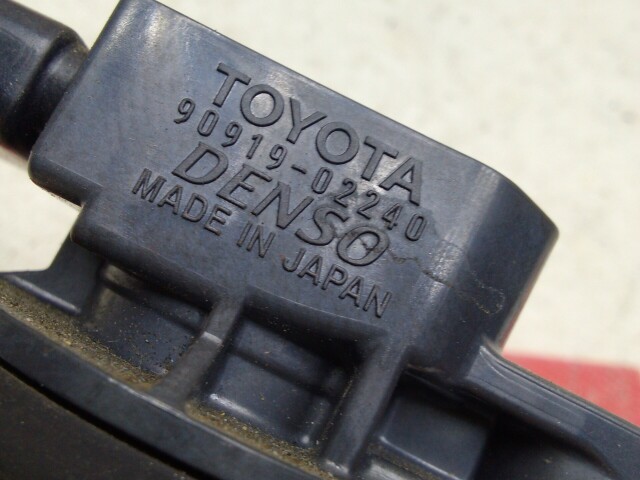 TOYOTA
90919-02240
DENSO
MADE IN JAPAN